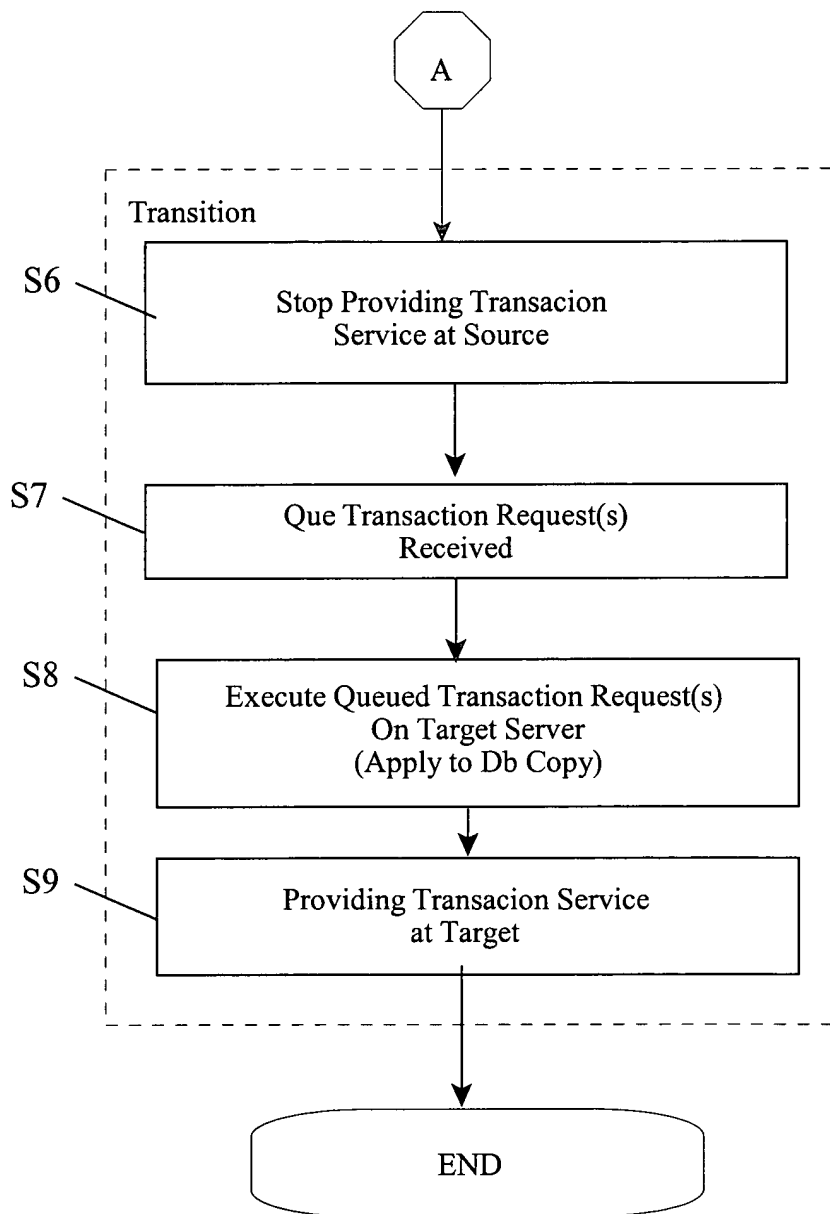 A
Transition
S6
Stop Providing Transacion
Service at Source
S7
Que Transaction Request(s)
Received
S8
Execute Queued Transaction Request(s)
On Target Server
(Apply to Db Copy)
S9
Providing Transacion Service
at Target
END